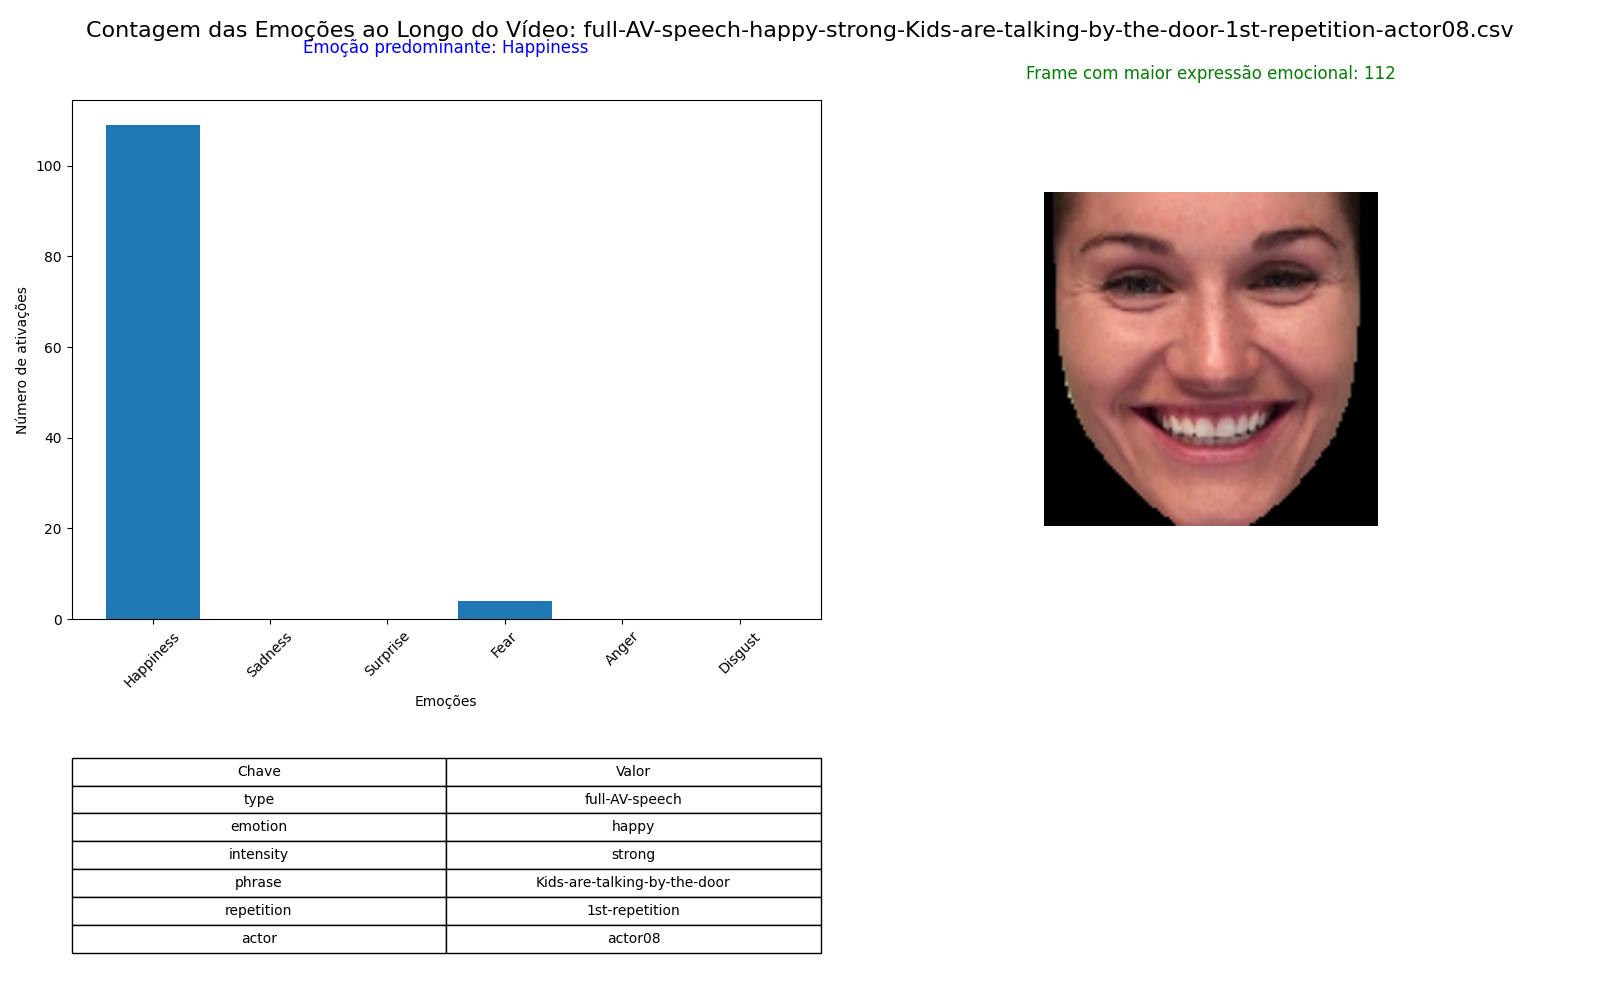 Contagem das Emoções ao Longo do Vídeo: full-AV-speech-happy-strong-Kids-are-talking-by-the-door-1st-repetition-actor08.csv
Emoção predominante: Happiness
Frame com maior expressão emocional: 112
Número de ativações
100
80
60
40
20
0
Happiness
Sadness
Surprise
Fear
Anger
Disgust
Emoções
Chave Valor
type full-AV-speech
emotion happy
intensity strong
phrase Kids-are-talking-by-the-door
repetition 1st-repetition
actor actor08